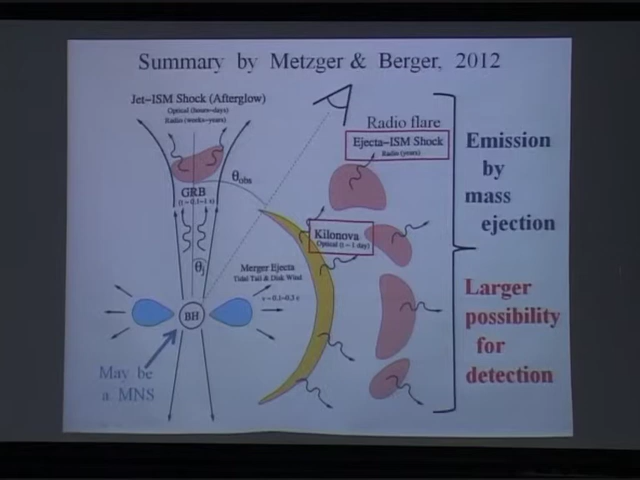 Summary by Metzger & Berger, 2012
Jet–ISM Shock (Afterglow)
Optical (hours–days)
Radio (weeks–years)
Radio flare
Ejecta–ISM Shock
Radio (years)
GRB
(t ~ 0.1–1 s)
θobs
Kilonova
Optical (t ~ 1 day)
θj
Merger Ejecta
Tidal Tail & Disk Wind
v ~ 0.1–0.3 c
BH
May be
a MNS
Emission
by
mass
ejection
Larger
possibility
for
detection